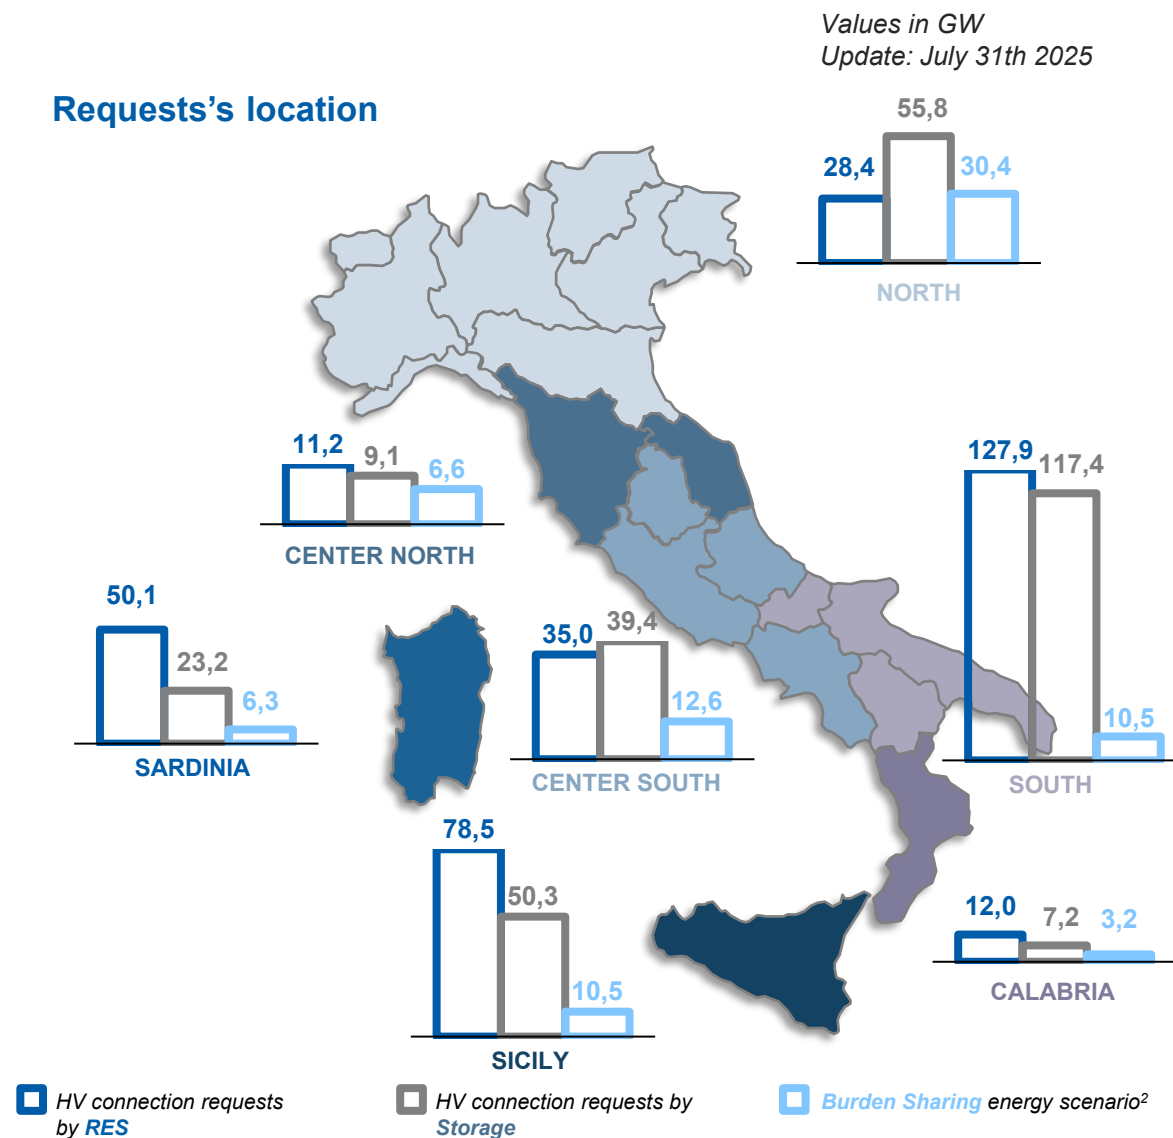 Values in GW
Update: July 31th 2025
Requests's location
55,8
28,4
30,4
NORTH
11,2
9,1
6,6
CENTER NORTH
127,9
117,4
10,5
SOUTH
50,1
23,2
6,3
SARDINIA
35,0
39,4
12,6
CENTER SOUTH
78,5
50,3
10,5
SICILY
12,0
7,2
3,2
CALABRIA
HV connection requests
by RES
HV connection requests by
Storage
Burden Sharing energy scenario²